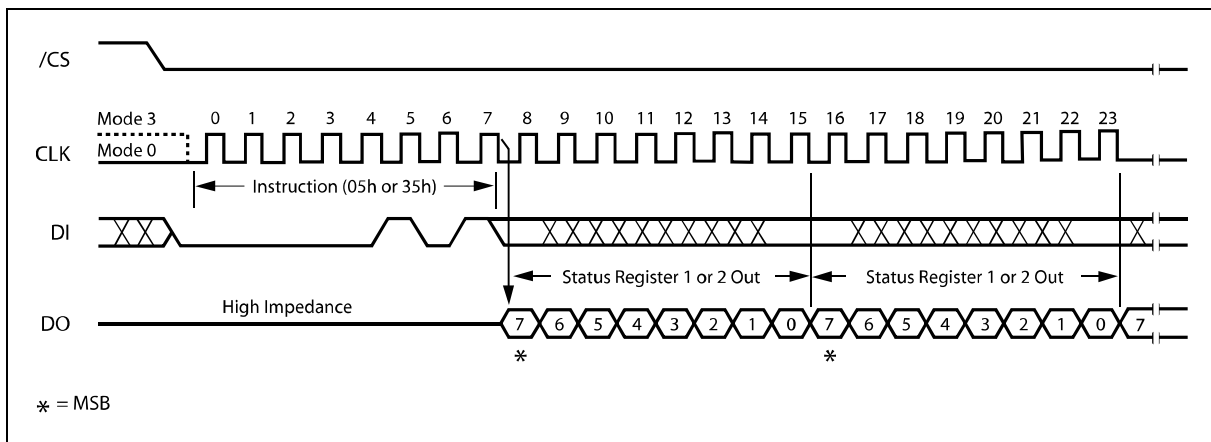 /CS
Mode 3 0 1 2 3 4 5 6 7 8 9 10 11 12 13 14 15 16 17 18 19 20 21 22 23
CLK Mode 0
Instruction (05h or 35h)
DI
Status Register 1 or 2 Out Status Register 1 or 2 Out
High Impedance
DO 7 6 5 4 3 2 1 0 7 6 5 4 3 2 1 0 7
* *
* = MSB